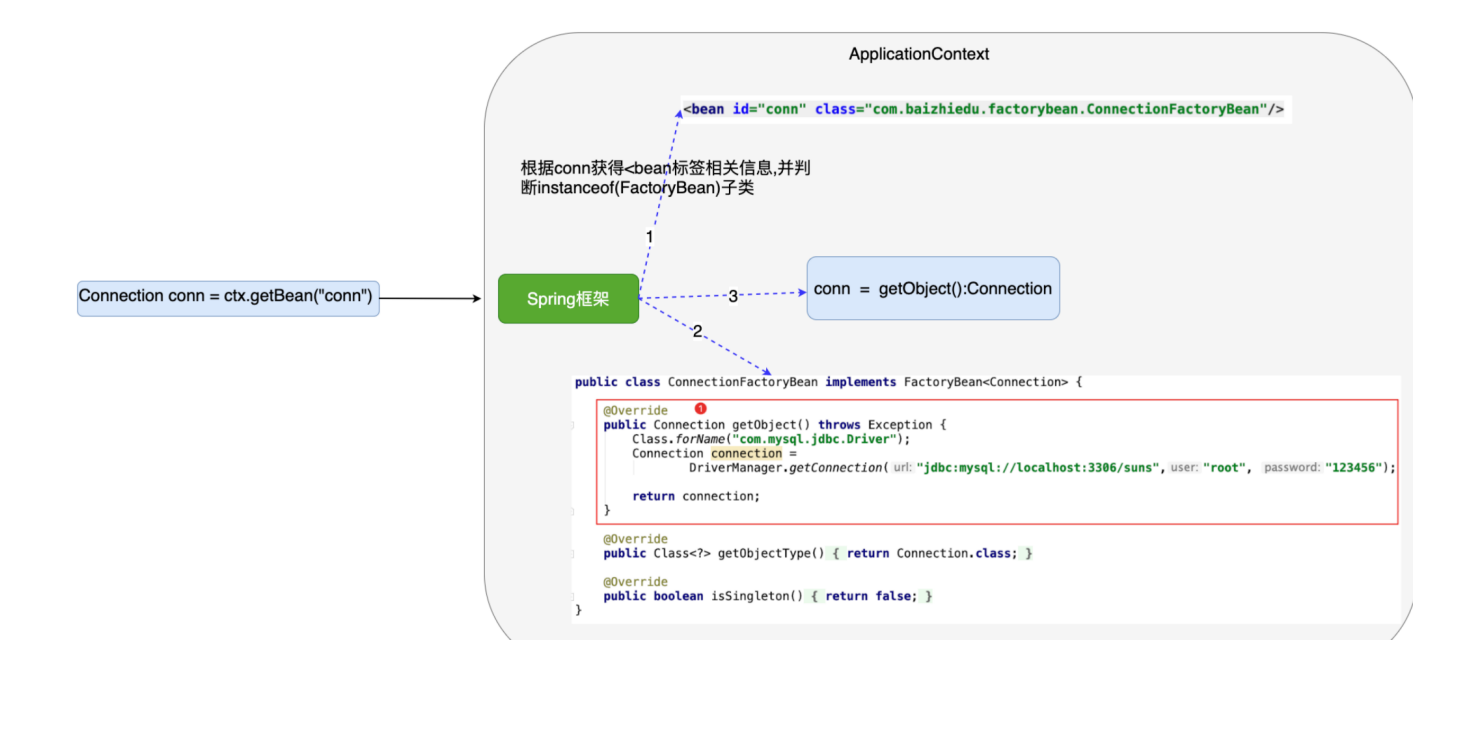 ApplicationContext
<bean id="conn" class="com.baizhiedu.factorybean.ConnectionFactoryBean"/>
根据conn获得<bean标签相关信息,并判
断instanceof(FactoryBean)子类
1
Connection conn = ctx.getBean("conn")
Spring框架
3
conn = getObject():Connection
2
public class ConnectionFactoryBean implements FactoryBean<Connection> {
@Override 1
public Connection getObject() throws Exception {
Class.forName("com.mysql.jdbc.Driver");
Connection connection =
DriverManager.getConnection( url: "jdbc:mysql://localhost:3306/suns", user: "root", password: "123456");
return connection;
}
@Override
public Class<?> getObjectType() { return Connection.class; }
@Override
public boolean isSingleton() { return false; }
}